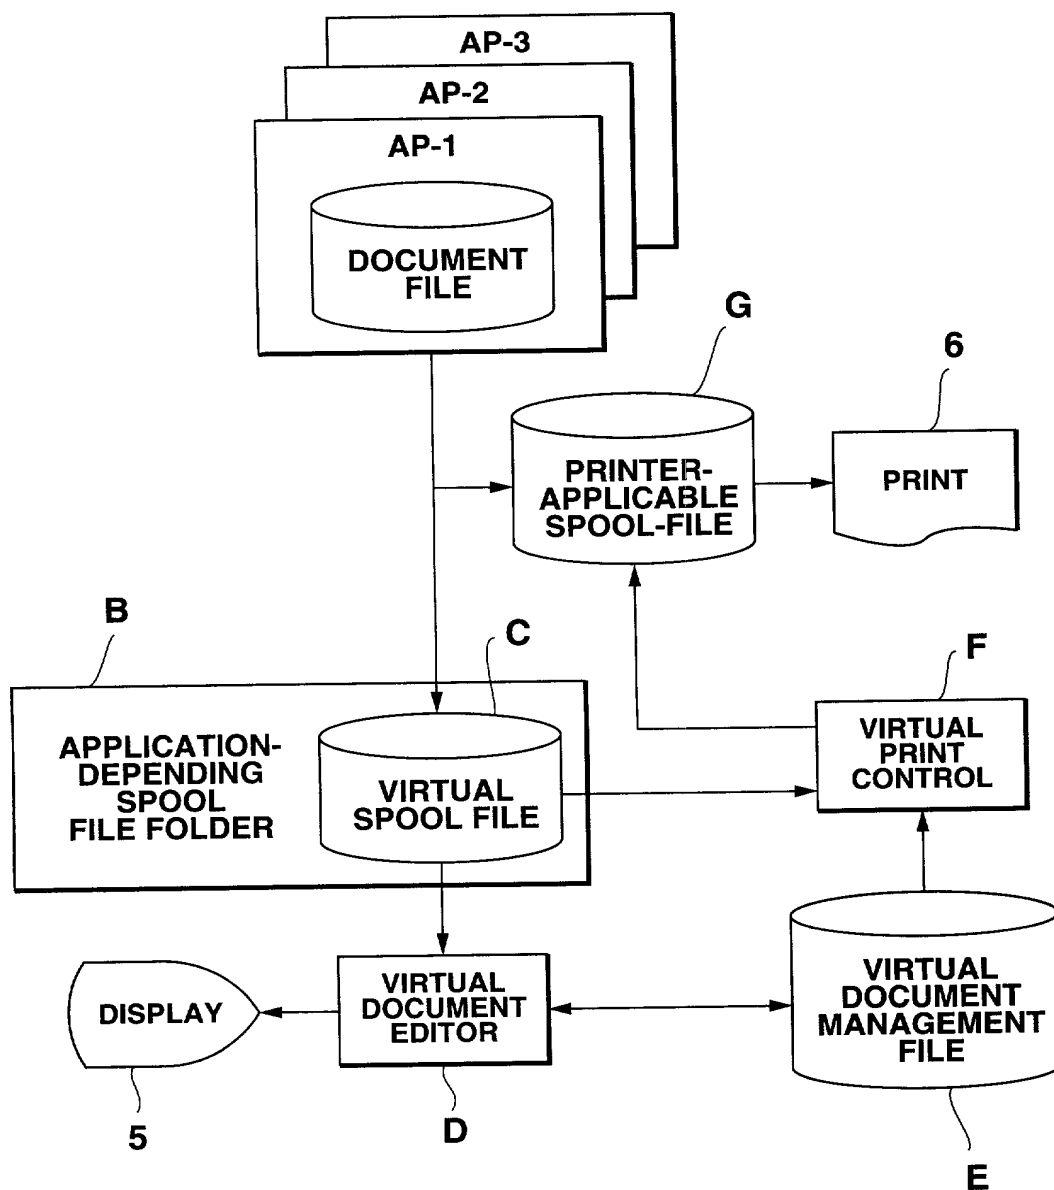 AP-3
AP-2
AP-1
DOCUMENT
FILE
G
6
PRINTER-
APPLICABLE
SPOOL-FILE
PRINT
B
C
F
APPLICATION-
DEPENDING
SPOOL
FILE FOLDER
VIRTUAL
SPOOL FILE
VIRTUAL
PRINT
CONTROL
DISPLAY
VIRTUAL
DOCUMENT
EDITOR
VIRTUAL
DOCUMENT
MANAGEMENT
FILE
5
D
E